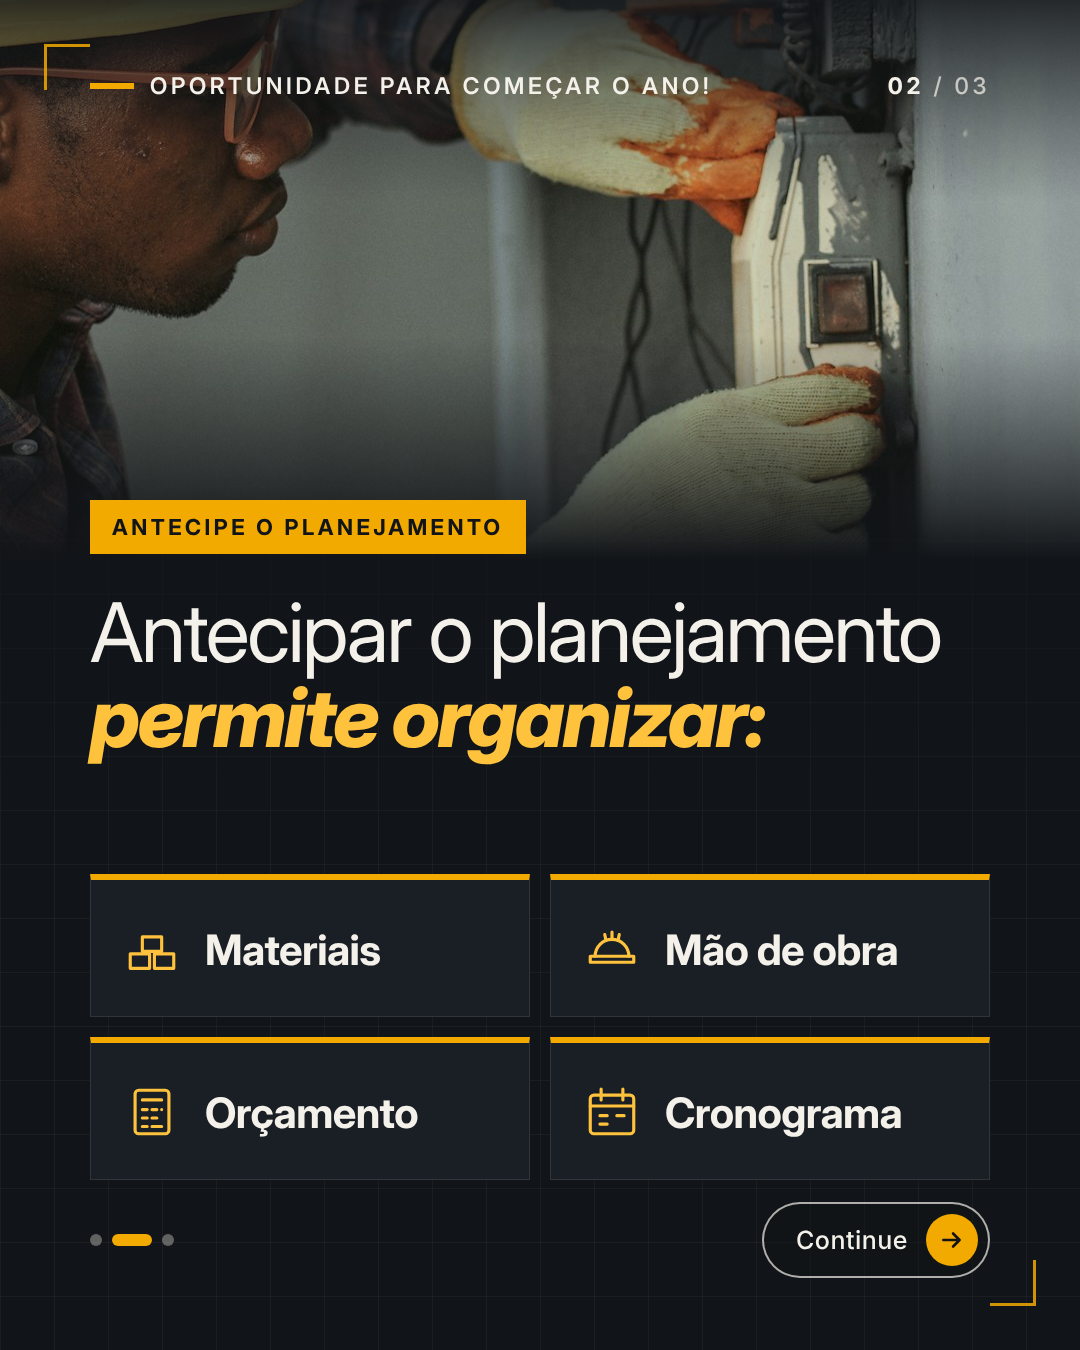 OPORTUNIDADE PARA COMEÇAR O ANO!
02 / 03
ANTECIPE O PLANEJAMENTO
Antecipar o planejamento
permite organizar:
Materiais
Mão de obra
Orçamento
Cronograma
Continue